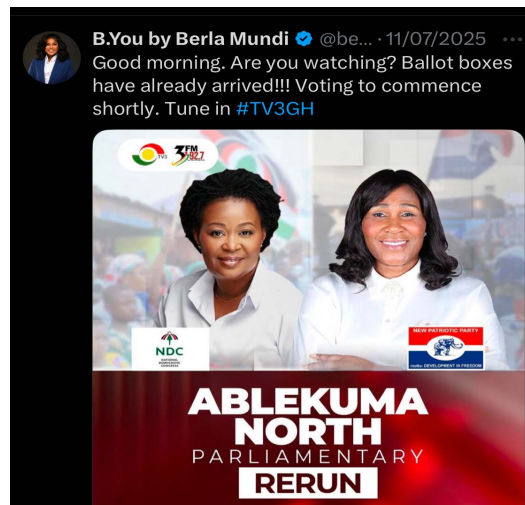 B.You by Berla Mundi @be... · 11/07/2025 ...
Good morning. Are you watching? Ballot boxes
have already arrived!!! Voting to commence
shortly. Tune in #TV3GH
TV3
3FM
92.7
NDC
NATIONAL
DEMOCRATIC
CONGRESS
NEW PATRIOTIC PARTY
motto: DEVELOPMENT IN FREEDOM
ABLEKUMA
NORTH
PARLIAMENTARY
RERUN